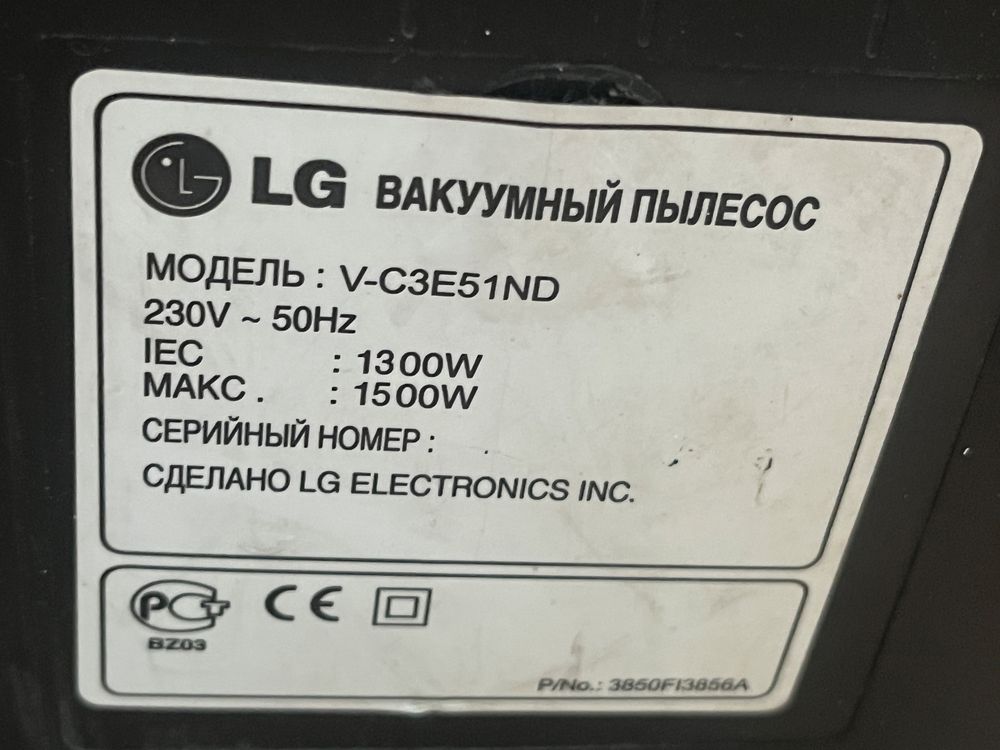 LG ВАКУУМНЫЙ ПЫЛЕСОС
МОДЕЛЬ : V-C3E51ND
230V ~ 50Hz
IEC : 1300W
МАКС . : 1500W
СЕРИЙНЫЙ НОМЕР :
СДЕЛАНО LG ELECTRONICS INC.
РСТ CE
BZ03
P/No.: 3850FI3856A